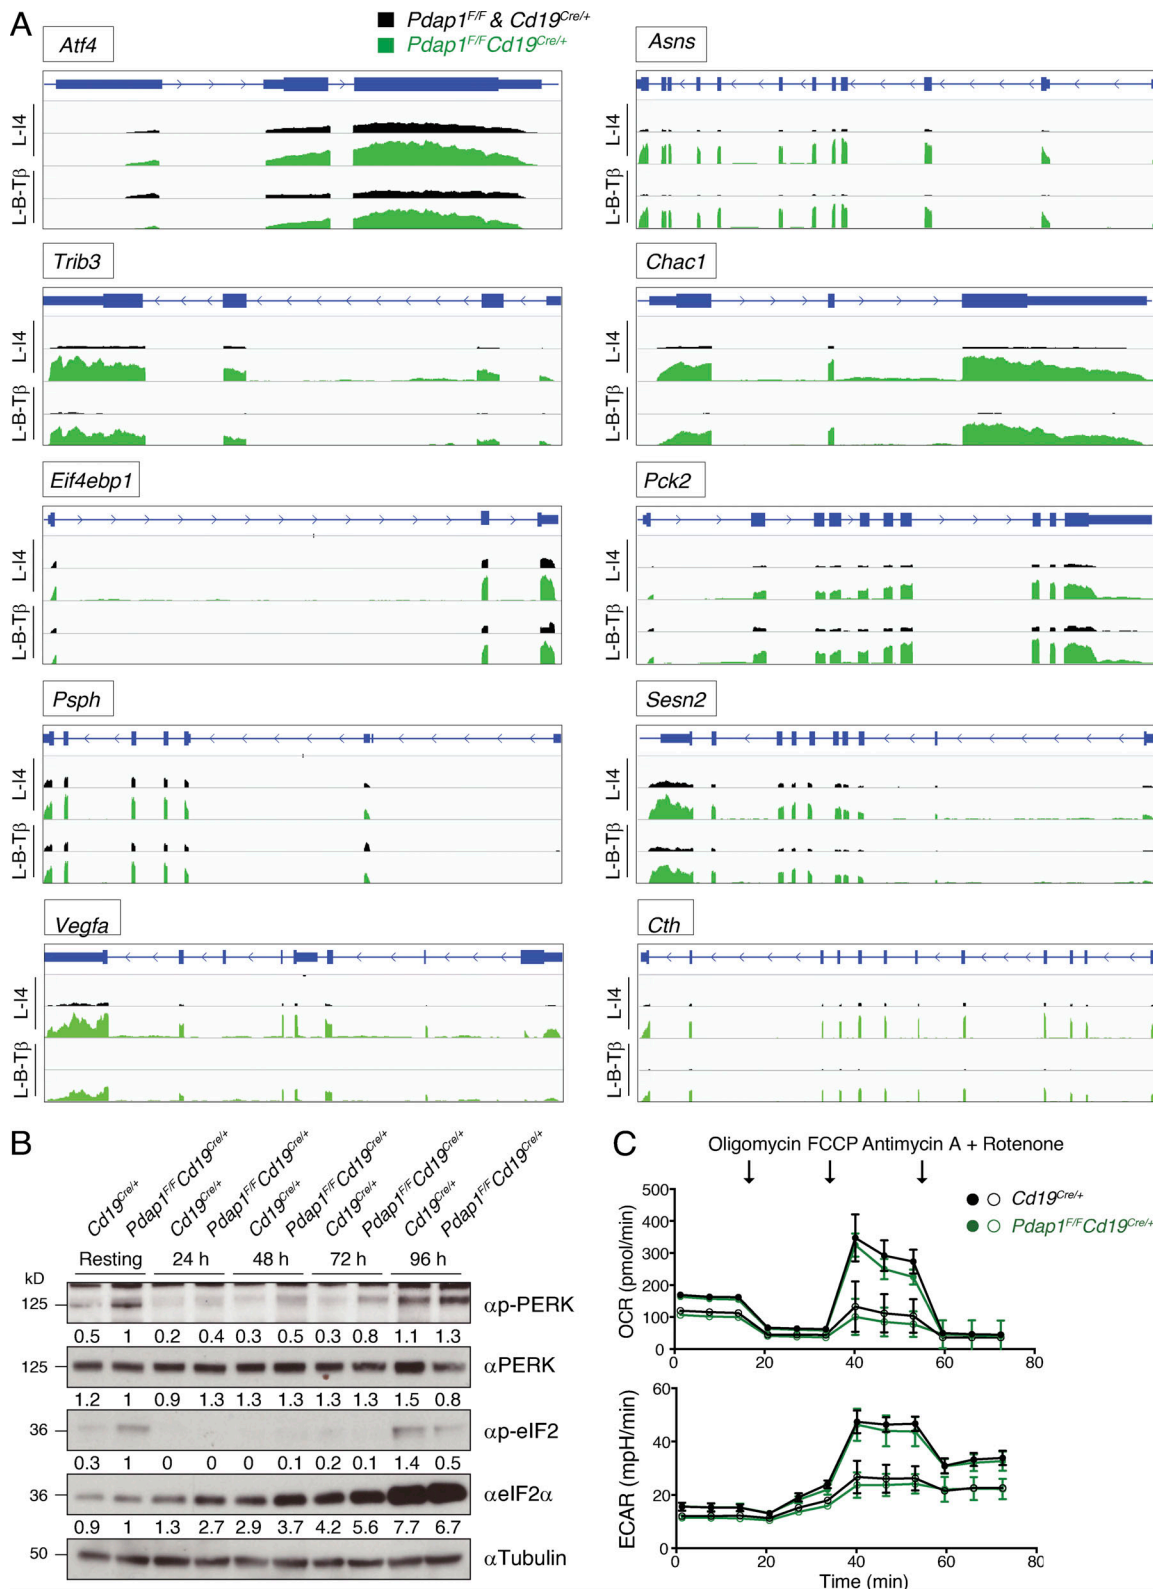 A
Pdap1F/F & Cd19Cre/+
Pdap1F/FCd19Cre/+
Atf4
L-I4
L-B-Tβ
Asns
L-I4
L-B-Tβ
Trib3
L-I4
L-B-Tβ
Chac1
L-I4
L-B-Tβ
Eif4ebp1
L-I4
L-B-Tβ
Pck2
L-I4
L-B-Tβ
Psph
L-I4
L-B-Tβ
Sesn2
L-I4
L-B-Tβ
Vegfa
L-I4
L-B-Tβ
Cth
L-I4
L-B-Tβ
B
Cd19Cre/+
Pdap1F/FCd19Cre/+
Cd19Cre/+
Pdap1F/FCd19Cre/+
Cd19Cre/+
Pdap1F/FCd19Cre/+
Cd19Cre/+
Pdap1F/FCd19Cre/+
Cd19Cre/+
Pdap1F/FCd19Cre/+
Resting 24 h 48 h 72 h 96 h
kD
125 αp-PERK
0.5 1 0.2 0.4 0.3 0.5 0.3 0.8 1.1 1.3
125 αPERK
1.2 1 0.9 1.3 1.3 1.3 1.3 1.3 1.5 0.8
36 αp-eIF2
0.3 1 0 0 0 0.1 0.2 0.1 1.4 0.5
36 αeIF2α
0.9 1 1.3 2.7 2.9 3.7 4.2 5.6 7.7 6.7
50 αTubulin
C
Oligomycin FCCP Antimycin A + Rotenone
Cd19Cre/+
Pdap1F/FCd19Cre/+
OCR (pmol/min)
500
400
300
200
100
0
0 20 40 60 80
ECAR (mpH/min)
60
40
20
0
0 20 40 60 80
Time (min)